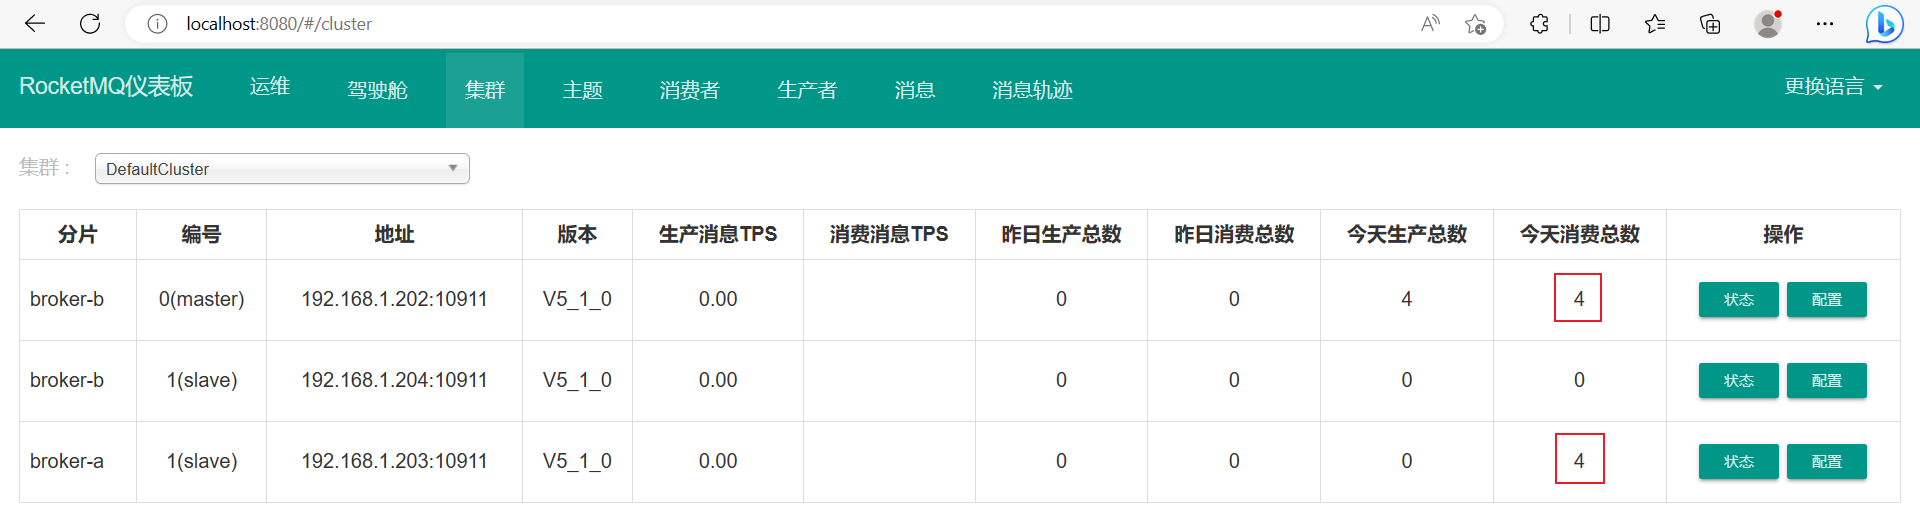 localhost:8080/#/cluster
RocketMQ仪表板 运维 驾驶舱 集群 主题 消费者 生产者 消息 消息轨迹 更换语言
集群： DefaultCluster
分片 编号 地址 版本 生产消息TPS 消费消息TPS 昨日生产总数 昨日消费总数 今天生产总数 今天消费总数 操作
broker-b 0(master) 192.168.1.202:10911 V5_1_0 0.00 0 0 4 4 状态 配置
broker-b 1(slave) 192.168.1.204:10911 V5_1_0 0.00 0 0 0 0 状态 配置
broker-a 1(slave) 192.168.1.203:10911 V5_1_0 0.00 0 0 0 4 状态 配置